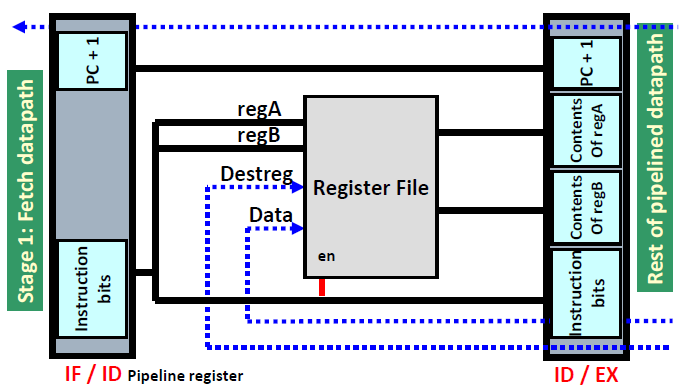 Stage 1: Fetch datapath
PC + 1
Instruction
bits
IF / ID Pipeline register
regA
regB
Destreg
Data
Register File
en
PC + 1
Contents
Of regA
Contents
Of regB
Instruction
bits
ID / EX
Rest of pipelined datapath